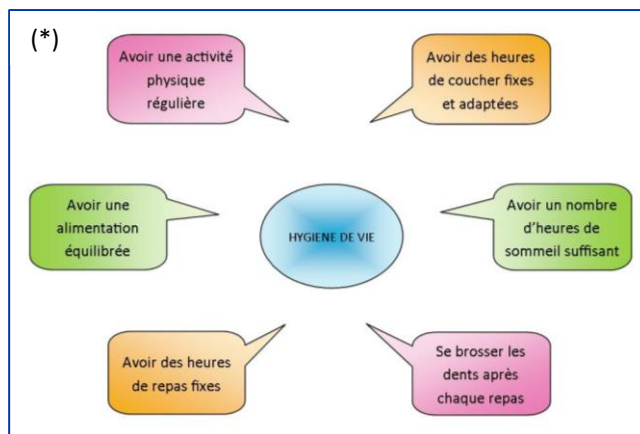 (*)
Avoir une activité
physique
régulière
Avoir des heures
de coucher fixes
et adaptées
Avoir une
alimentation
équilibrée
HYGIENE DE VIE
Avoir un nombre
d'heures de
sommeil suffisant
Avoir des heures
de repas fixes
Se brosser les
dents après
chaque repas